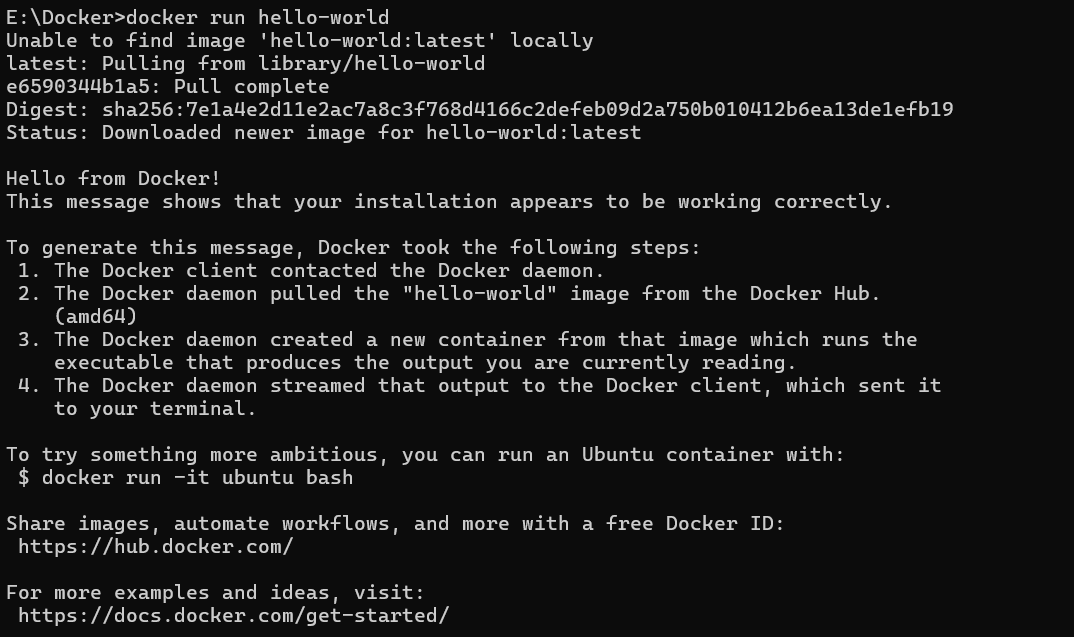 E:\Docker>docker run hello-world
Unable to find image 'hello-world:latest' locally
latest: Pulling from library/hello-world
e6590344b1a5: Pull complete
Digest: sha256:7e1a4e2d11e2ac7a8c3f768d4166c2defeb09d2a750b010412b6ea13de1efb19
Status: Downloaded newer image for hello-world:latest

Hello from Docker!
This message shows that your installation appears to be working correctly.

To generate this message, Docker took the following steps:
 1. The Docker client contacted the Docker daemon.
 2. The Docker daemon pulled the "hello-world" image from the Docker Hub.
    (amd64)
 3. The Docker daemon created a new container from that image which runs the
    executable that produces the output you are currently reading.
 4. The Docker daemon streamed that output to the Docker client, which sent it
    to your terminal.

To try something more ambitious, you can run an Ubuntu container with:
 $ docker run -it ubuntu bash

Share images, automate workflows, and more with a free Docker ID:
 https://hub.docker.com/

For more examples and ideas, visit:
 https://docs.docker.com/get-started/